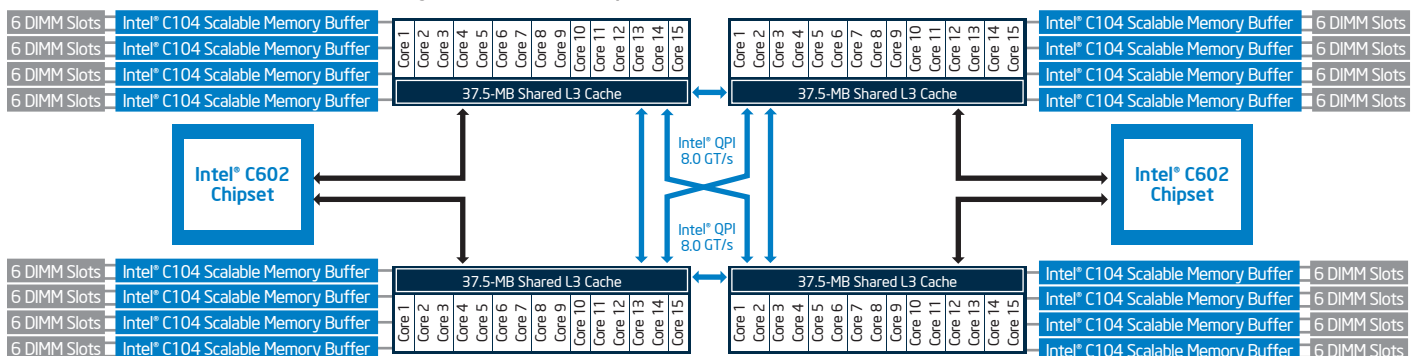 6 DIMM Slots Intel® C104 Scalable Memory Buffer
6 DIMM Slots Intel® C104 Scalable Memory Buffer
6 DIMM Slots Intel® C104 Scalable Memory Buffer
6 DIMM Slots Intel® C104 Scalable Memory Buffer
Core 1 Core 2 Core 3 Core 4 Core 5 Core 6 Core 7 Core 8 Core 9 Core 10 Core 11 Core 12 Core 13 Core 14 Core 15
37.5-MB Shared L3 Cache
Core 1 Core 2 Core 3 Core 4 Core 5 Core 6 Core 7 Core 8 Core 9 Core 10 Core 11 Core 12 Core 13 Core 14 Core 15
37.5-MB Shared L3 Cache
Intel® C104 Scalable Memory Buffer 6 DIMM Slots
Intel® C104 Scalable Memory Buffer 6 DIMM Slots
Intel® C104 Scalable Memory Buffer 6 DIMM Slots
Intel® C104 Scalable Memory Buffer 6 DIMM Slots
Intel® C602
Chipset
Intel® QPI
8.0 GT/s
Intel® QPI
8.0 GT/s
Intel® C602
Chipset
6 DIMM Slots Intel® C104 Scalable Memory Buffer
6 DIMM Slots Intel® C104 Scalable Memory Buffer
6 DIMM Slots Intel® C104 Scalable Memory Buffer
6 DIMM Slots Intel® C104 Scalable Memory Buffer
37.5-MB Shared L3 Cache
Core 1 Core 2 Core 3 Core 4 Core 5 Core 6 Core 7 Core 8 Core 9 Core 10 Core 11 Core 12 Core 13 Core 14 Core 15
37.5-MB Shared L3 Cache
Core 1 Core 2 Core 3 Core 4 Core 5 Core 6 Core 7 Core 8 Core 9 Core 10 Core 11 Core 12 Core 13 Core 14 Core 15
Intel® C104 Scalable Memory Buffer 6 DIMM Slots
Intel® C104 Scalable Memory Buffer 6 DIMM Slots
Intel® C104 Scalable Memory Buffer 6 DIMM Slots
Intel® C104 Scalable Memory Buffer 6 DIMM Slots